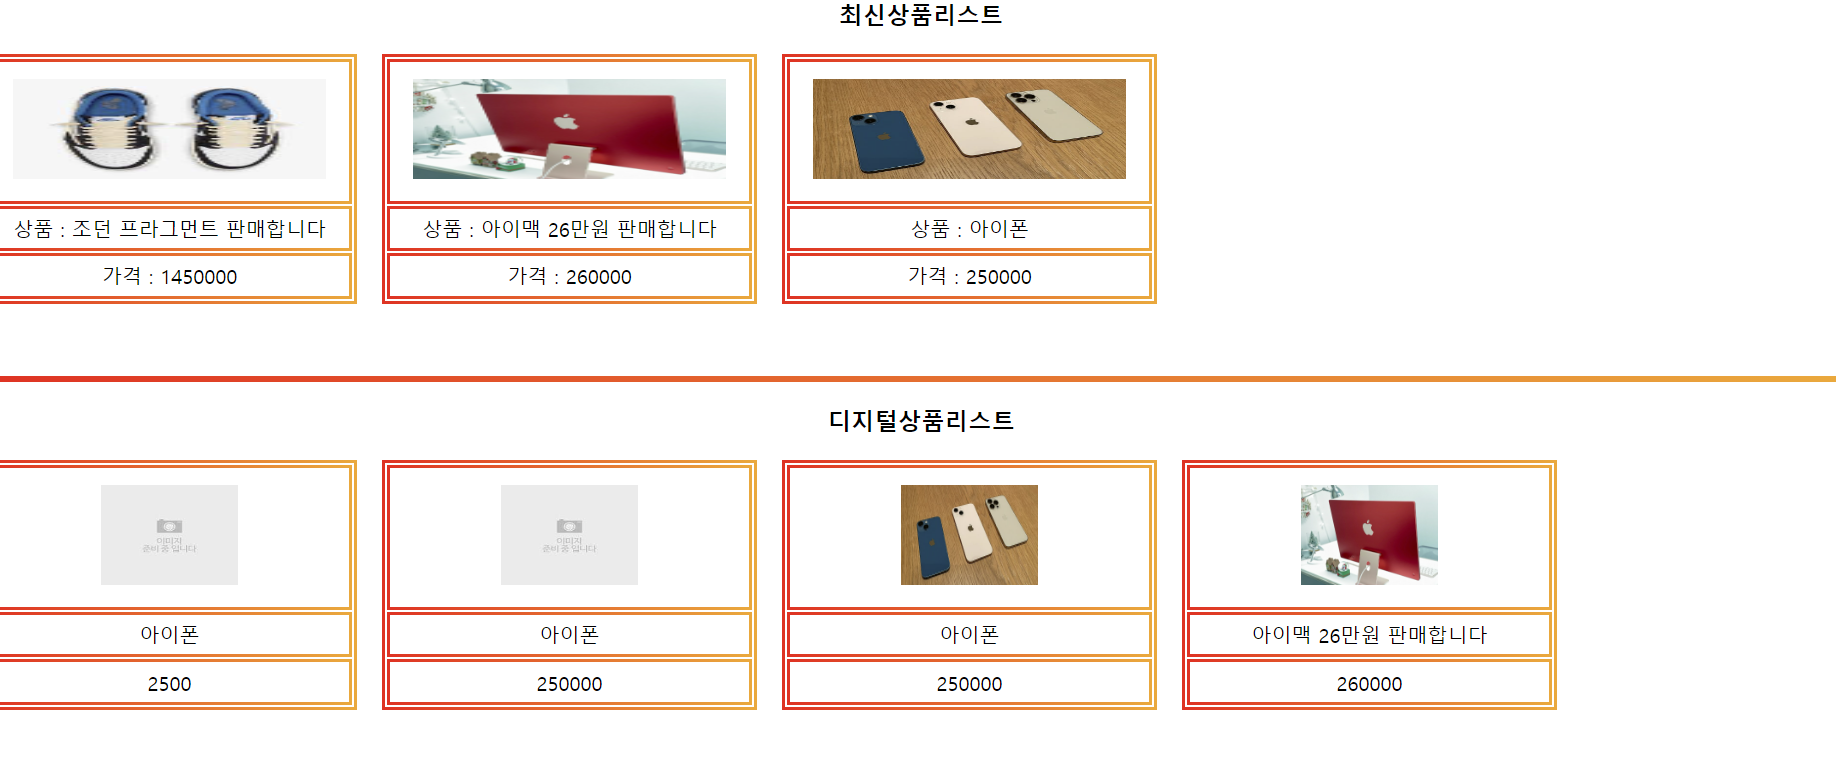 최신상품리스트
상품 : 조던 프라그먼트 판매합니다
상품 : 아이맥 26만원 판매합니다
상품 : 아이폰
가격 : 1450000
가격 : 260000
가격 : 250000
디지털상품리스트
이미지
준비 중 입니다
이미지
준비 중 입니다
아이폰
아이폰
아이폰
아이맥 26만원 판매합니다
2500
250000
250000
260000